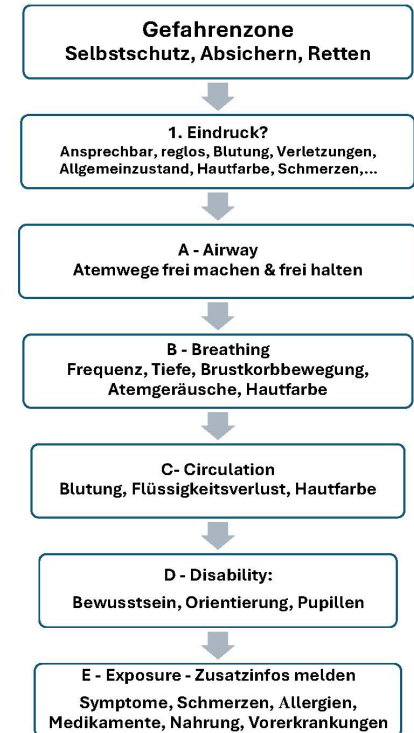 Gefahrenzone
Selbstschutz, Absichern, Retten
1. Eindruck?
Ansprechbar, reglos, Blutung, Verletzungen,
Allgemeinzustand, Hautfarbe, Schmerzen,...
A - Airway
Atemwege frei machen & frei halten
B - Breathing
Frequenz, Tiefe, Brustkorbbewegung,
Atemgeräusche, Hautfarbe
C- Circulation
Blutung, Flüssigkeitsverlust, Hautfarbe
D - Disability:
Bewusstsein, Orientierung, Pupillen
E - Exposure - Zusatzinfos melden
Symptome, Schmerzen, Allergien,
Medikamente, Nahrung, Vorerkrankungen